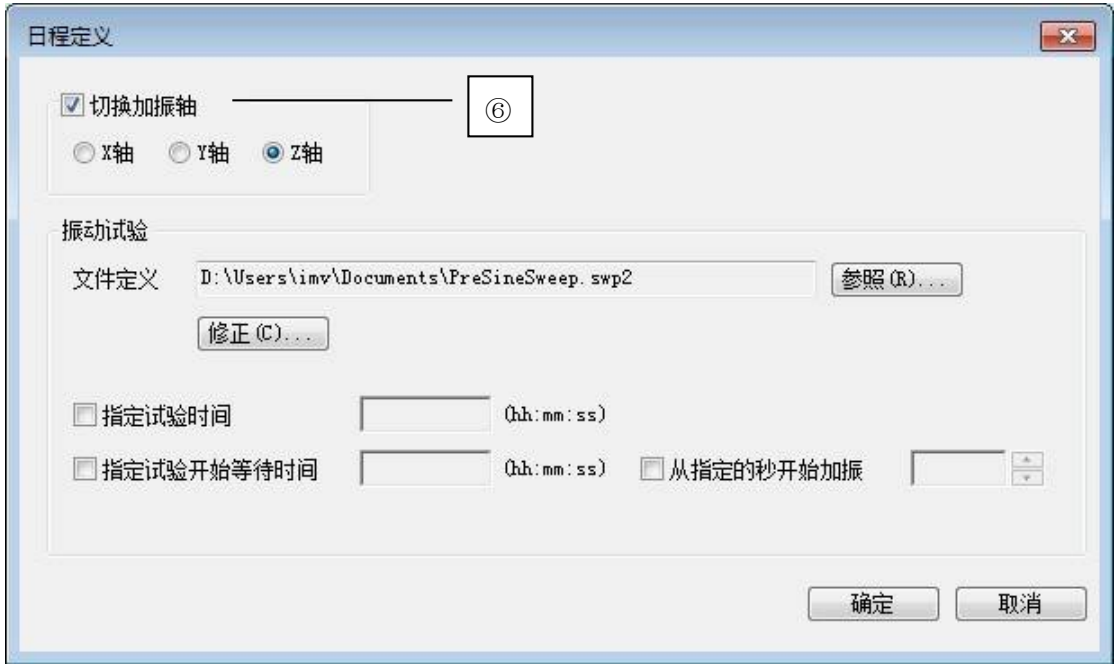 日程定义
切换加振轴
⑥
X轴 Y轴 Z轴
振动试验
文件定义 D:\Users\imv\Documents\PreSineSweep.swp2 参照(R)...
修正(C)...
指定试验时间 (hh:mm:ss)
指定试验开始等待时间 (hh:mm:ss) 从指定的秒开始加振
确定 取消